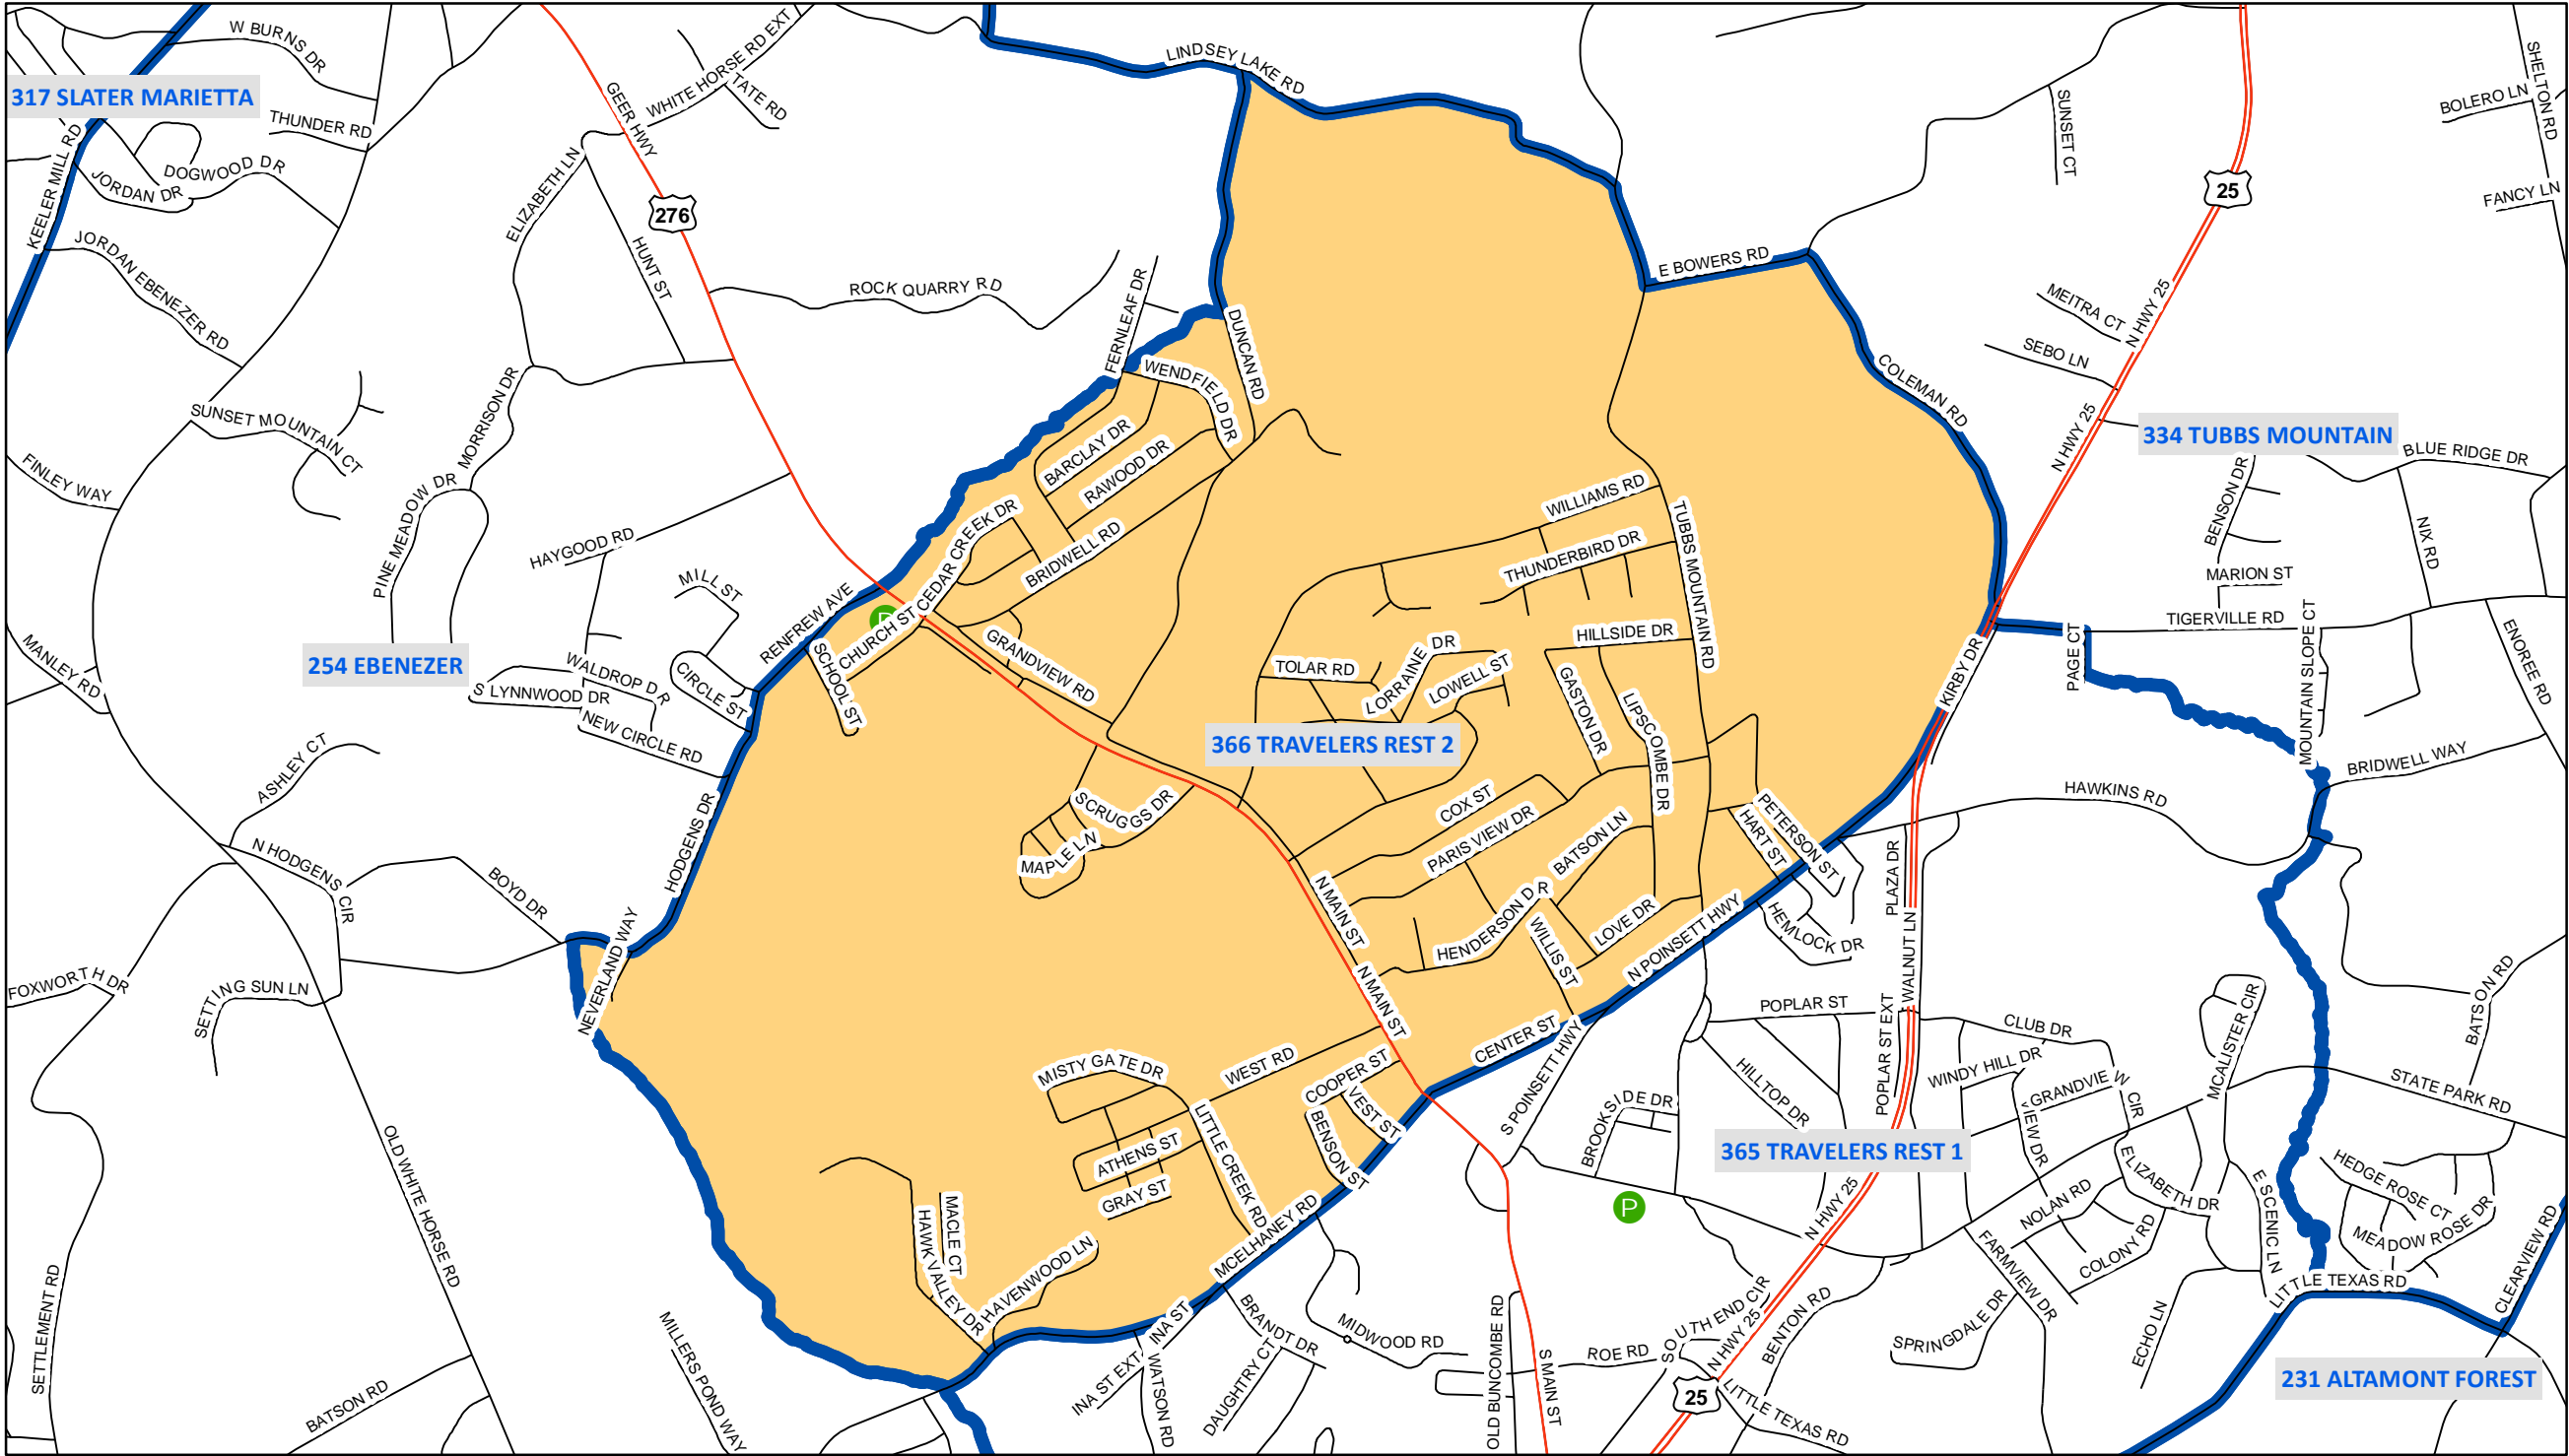 W BURNS DR
317 SLATER MARIETTA
KEELER MILL RD
THUNDER RD
DOGWOOD DR
JORDAN DR
JORDAN EBENEZER RD
GEER HWY
WHITE HORSE RD EXT
TATE RD
ELIZABETH LN
276
HUNT ST
ROCK QUARRY RD
FERNLEAF DR
LINDSEY LAKE RD
DUNCAN RD
E BOWERS RD
COLEMAN RD
SUNSET CT
25
SHELTON RD
BOLERO LN
FANCY LN
MEITRA CT
SEBO LN
N HWY 25
N HWY 25
334 TUBBS MOUNTAIN
BLUE RIDGE DR
BENSON DR
NIX RD
MARION ST
TIGERVILLE RD
PAGE CT
MOUNTAIN SLOPE CT
ENOREE RD
BRIDWELL WAY
HAWKINS RD
KIRBY DR
SUNSET MOUNTAIN CT
FINLEY WAY
MORRISON DR
PINE MEADOW DR
HAYGOOD RD
MILL ST
MANLEY RD
254 EBENEZER
WALDROP DR
S LYNNWOOD DR
NEW CIRCLE RD
CIRCLE ST
RENFREW AVE
SCHOOL ST
CHURCH ST
P
CEDAR CREEK DR
WENDFIELD DR
BARCLAY DR
RAWOOD DR
BRIDWELL RD
GRANDVIEW RD
WILLIAMS RD
THUNDERBIRD DR
TUBBS MOUNTAIN RD
HILLSIDE DR
TOLAR RD
LORRAINE DR
LOWELL ST
GASTON DR
LIPSCOMBE DR
366 TRAVELERS REST 2
COX ST
PARIS VIEW DR
BATSON LN
HENDERSON DR
WILLIS ST
LOVE DR
PETERSON ST
HART ST
HEMLOCK DR
N POINSETT HWY
PLAZA DR
WALNUT LN
SCRUGGS DR
MAPLE LN
N MAIN ST
N MAIN ST
ASHLEY CT
N HODGENS CIR
BOYD DR
HODGENS DR
NEVERLAND WAY
FOXWORTH DR
SETTING SUN LN
OLD WHITE HORSE RD
SETTLEMENT RD
BATSON RD
MILLERS POND WAY
MISTY GATE DR
WEST RD
COOPER ST
VEST ST
BENSON ST
LITTLE CREEK RD
ATHENS ST
GRAY ST
MACLE CT
HAWK VALLEY DR
HAVENWOOD LN
MCELHANEY RD
INA ST
INA ST EXT
WATSON RD
BRANDT DR
DAUGHTRY CT
MIDWOOD RD
CENTER ST
S POINSETT HWY
BROOKSIDE DR
POPLAR ST
POPLAR ST EXT
HILLTOP DR
365 TRAVELERS REST 1
P
CLUB DR
WINDY HILL DR
GRANDVIEW CIR
VIEW DR
MCALISTER CIR
BATSON RD
STATE PARK RD
ELIZABETH DR
NOLAN RD
COLONY RD
FARMVIEW DR
SPRINGDALE DR
ECHO LN
E SCENIC LN
HEDGE ROSE CT
MEADOW ROSE DR
LITTLE TEXAS RD
CLEARVIEW RD
231 ALTAMONT FOREST
OLD BUNCOMBE RD
S MAIN ST
ROE RD
SOUTH END CIR
N HWY 25
N HWY 25
BENTON RD
25
LITTLE TEXAS RD